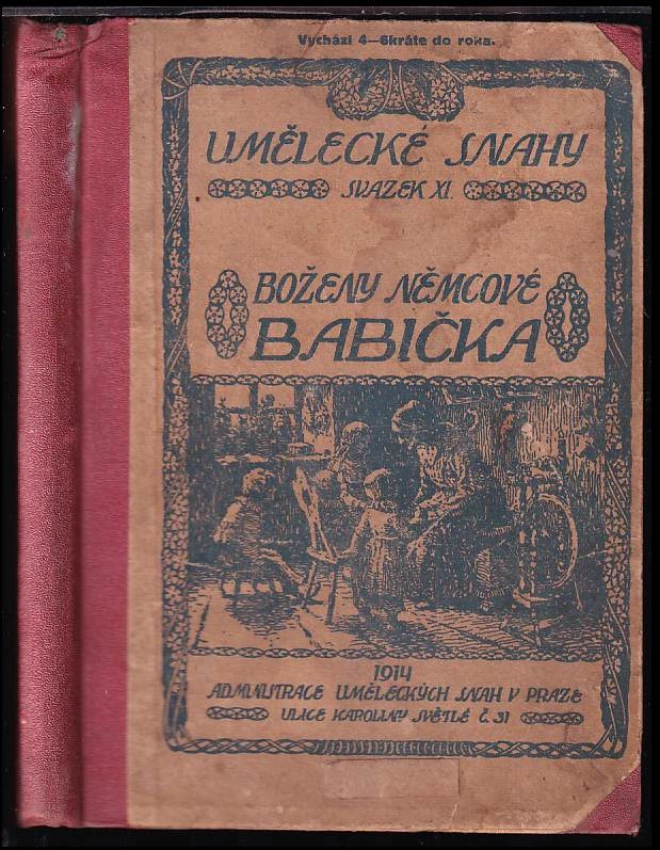 Vychází 4—6kráte do roka.
UMĚLECKÉ SNAHY
SVAZEK XI.
BOŽENY NĚMCOVÉ
BABIČKA
1914
ADMINISTRACE UMĚLECKÝCH SNAH V PRAZE
ULICE KAROLINY SVĚTLÉ Č. 31